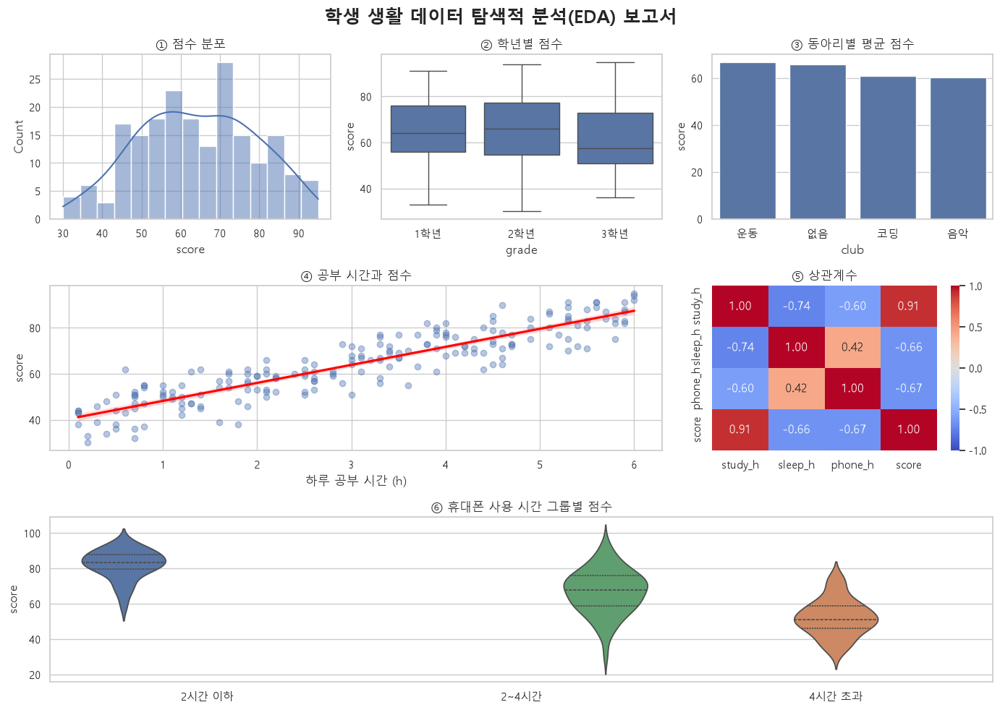 학생 생활 데이터 탐색적 분석(EDA) 보고서
① 점수 분포
Count
25
20
15
10
5
0
30 40 50 60 70 80 90
score
② 학년별 점수
score
80
60
40
1학년 2학년 3학년
grade
③ 동아리별 평균 점수
score
60
40
20
0
운동 없음 코딩 음악
club
④ 공부 시간과 점수
score
80
60
40
0 1 2 3 4 5 6
하루 공부 시간 (h)
⑤ 상관계수
study_h 1.00 -0.74 -0.60 0.91
sleep_h -0.74 1.00 0.42 -0.66
phone_h -0.60 0.42 1.00 -0.67
score 0.91 -0.66 -0.67 1.00
study_h sleep_h phone_h score
1.0
0.5
0.0
-0.5
-1.0
⑥ 휴대폰 사용 시간 그룹별 점수
score
100
80
60
40
20
2시간 이하 2~4시간 4시간 초과